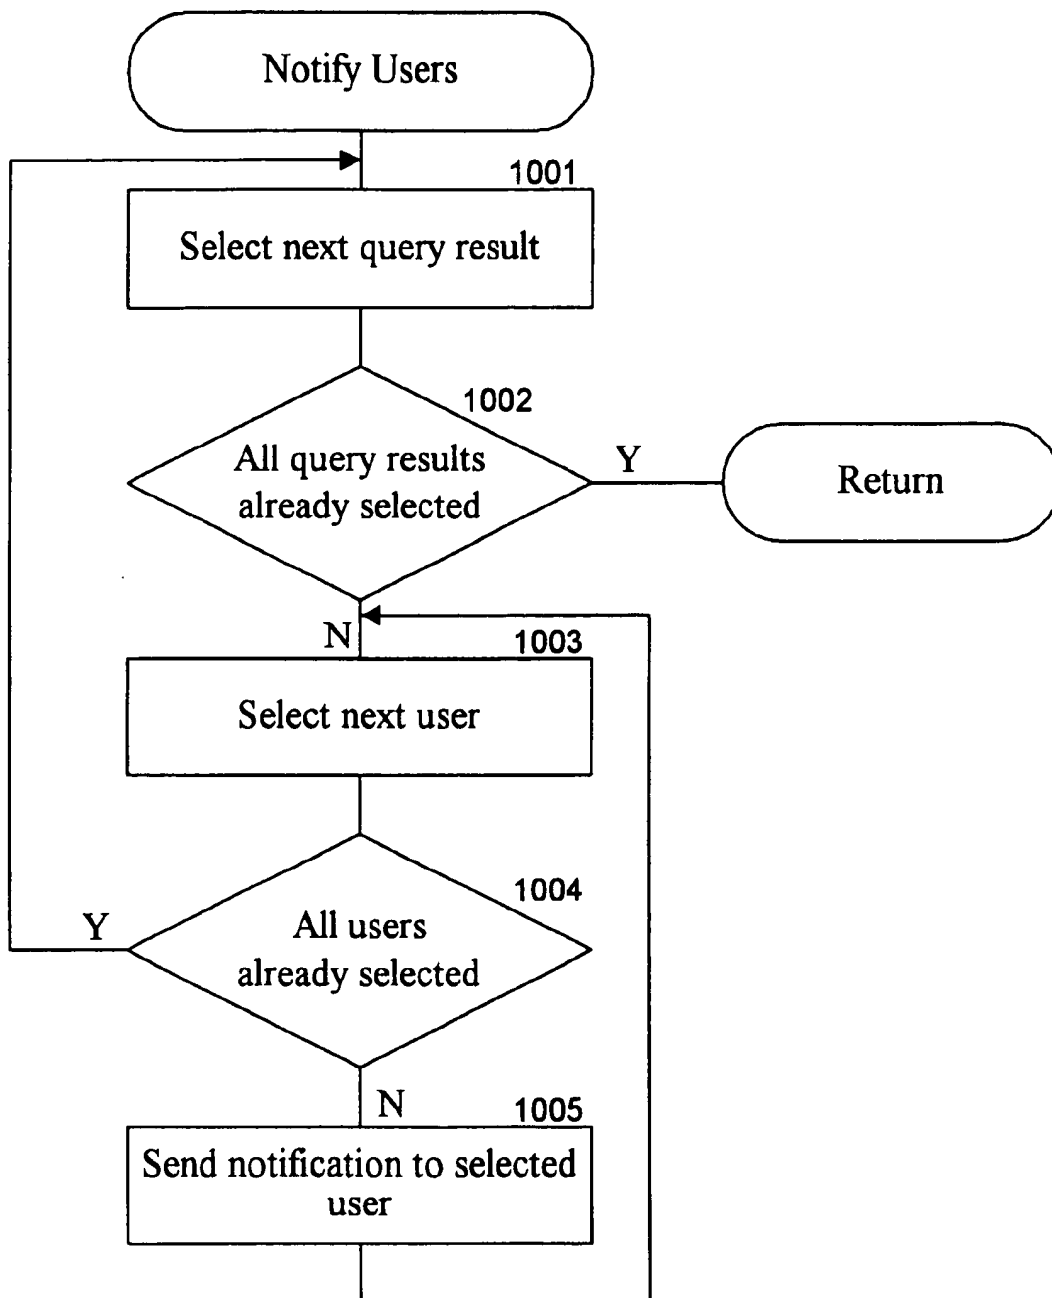 Notify Users
1001
Select next query result
1002
All query results
already selected
Y
Return
N
1003
Select next user
1004
All users
already selected
Y
N
1005
Send notification to selected
user